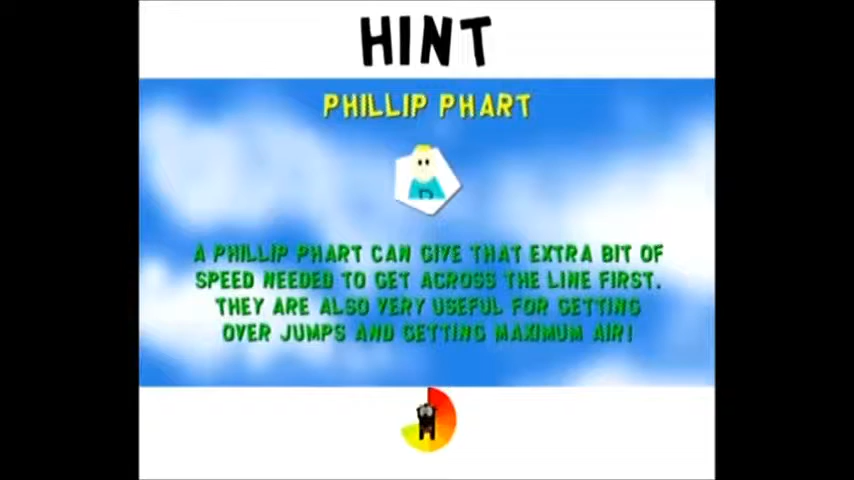 HINT
PHILLIP PHART
A PHILLIP PHART CAN GIVE THAT EXTRA BIT OF
SPEED NEEDED TO GET ACROSS THE LINE FIRST.
THEY ARE ALSO VERY USEFUL FOR GETTING
OVER JUMPS AND GETTING MAXIMUM AIR!